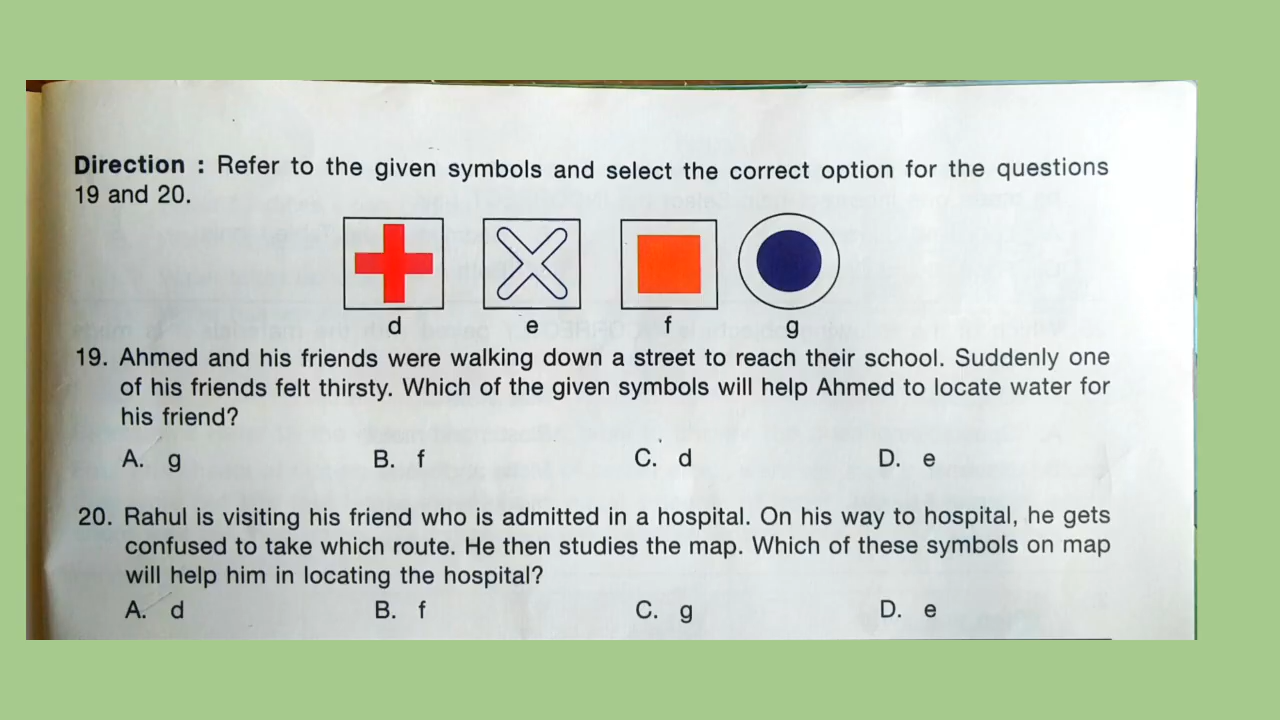 Direction : Refer to the given symbols and select the correct option for the questions
19 and 20.
d e f g
19. Ahmed and his friends were walking down a street to reach their school. Suddenly one
of his friends felt thirsty. Which of the given symbols will help Ahmed to locate water for
his friend?
A. g B. f C. d D. e
20. Rahul is visiting his friend who is admitted in a hospital. On his way to hospital, he gets
confused to take which route. He then studies the map. Which of these symbols on map
will help him in locating the hospital?
A. d B. f C. g D. e